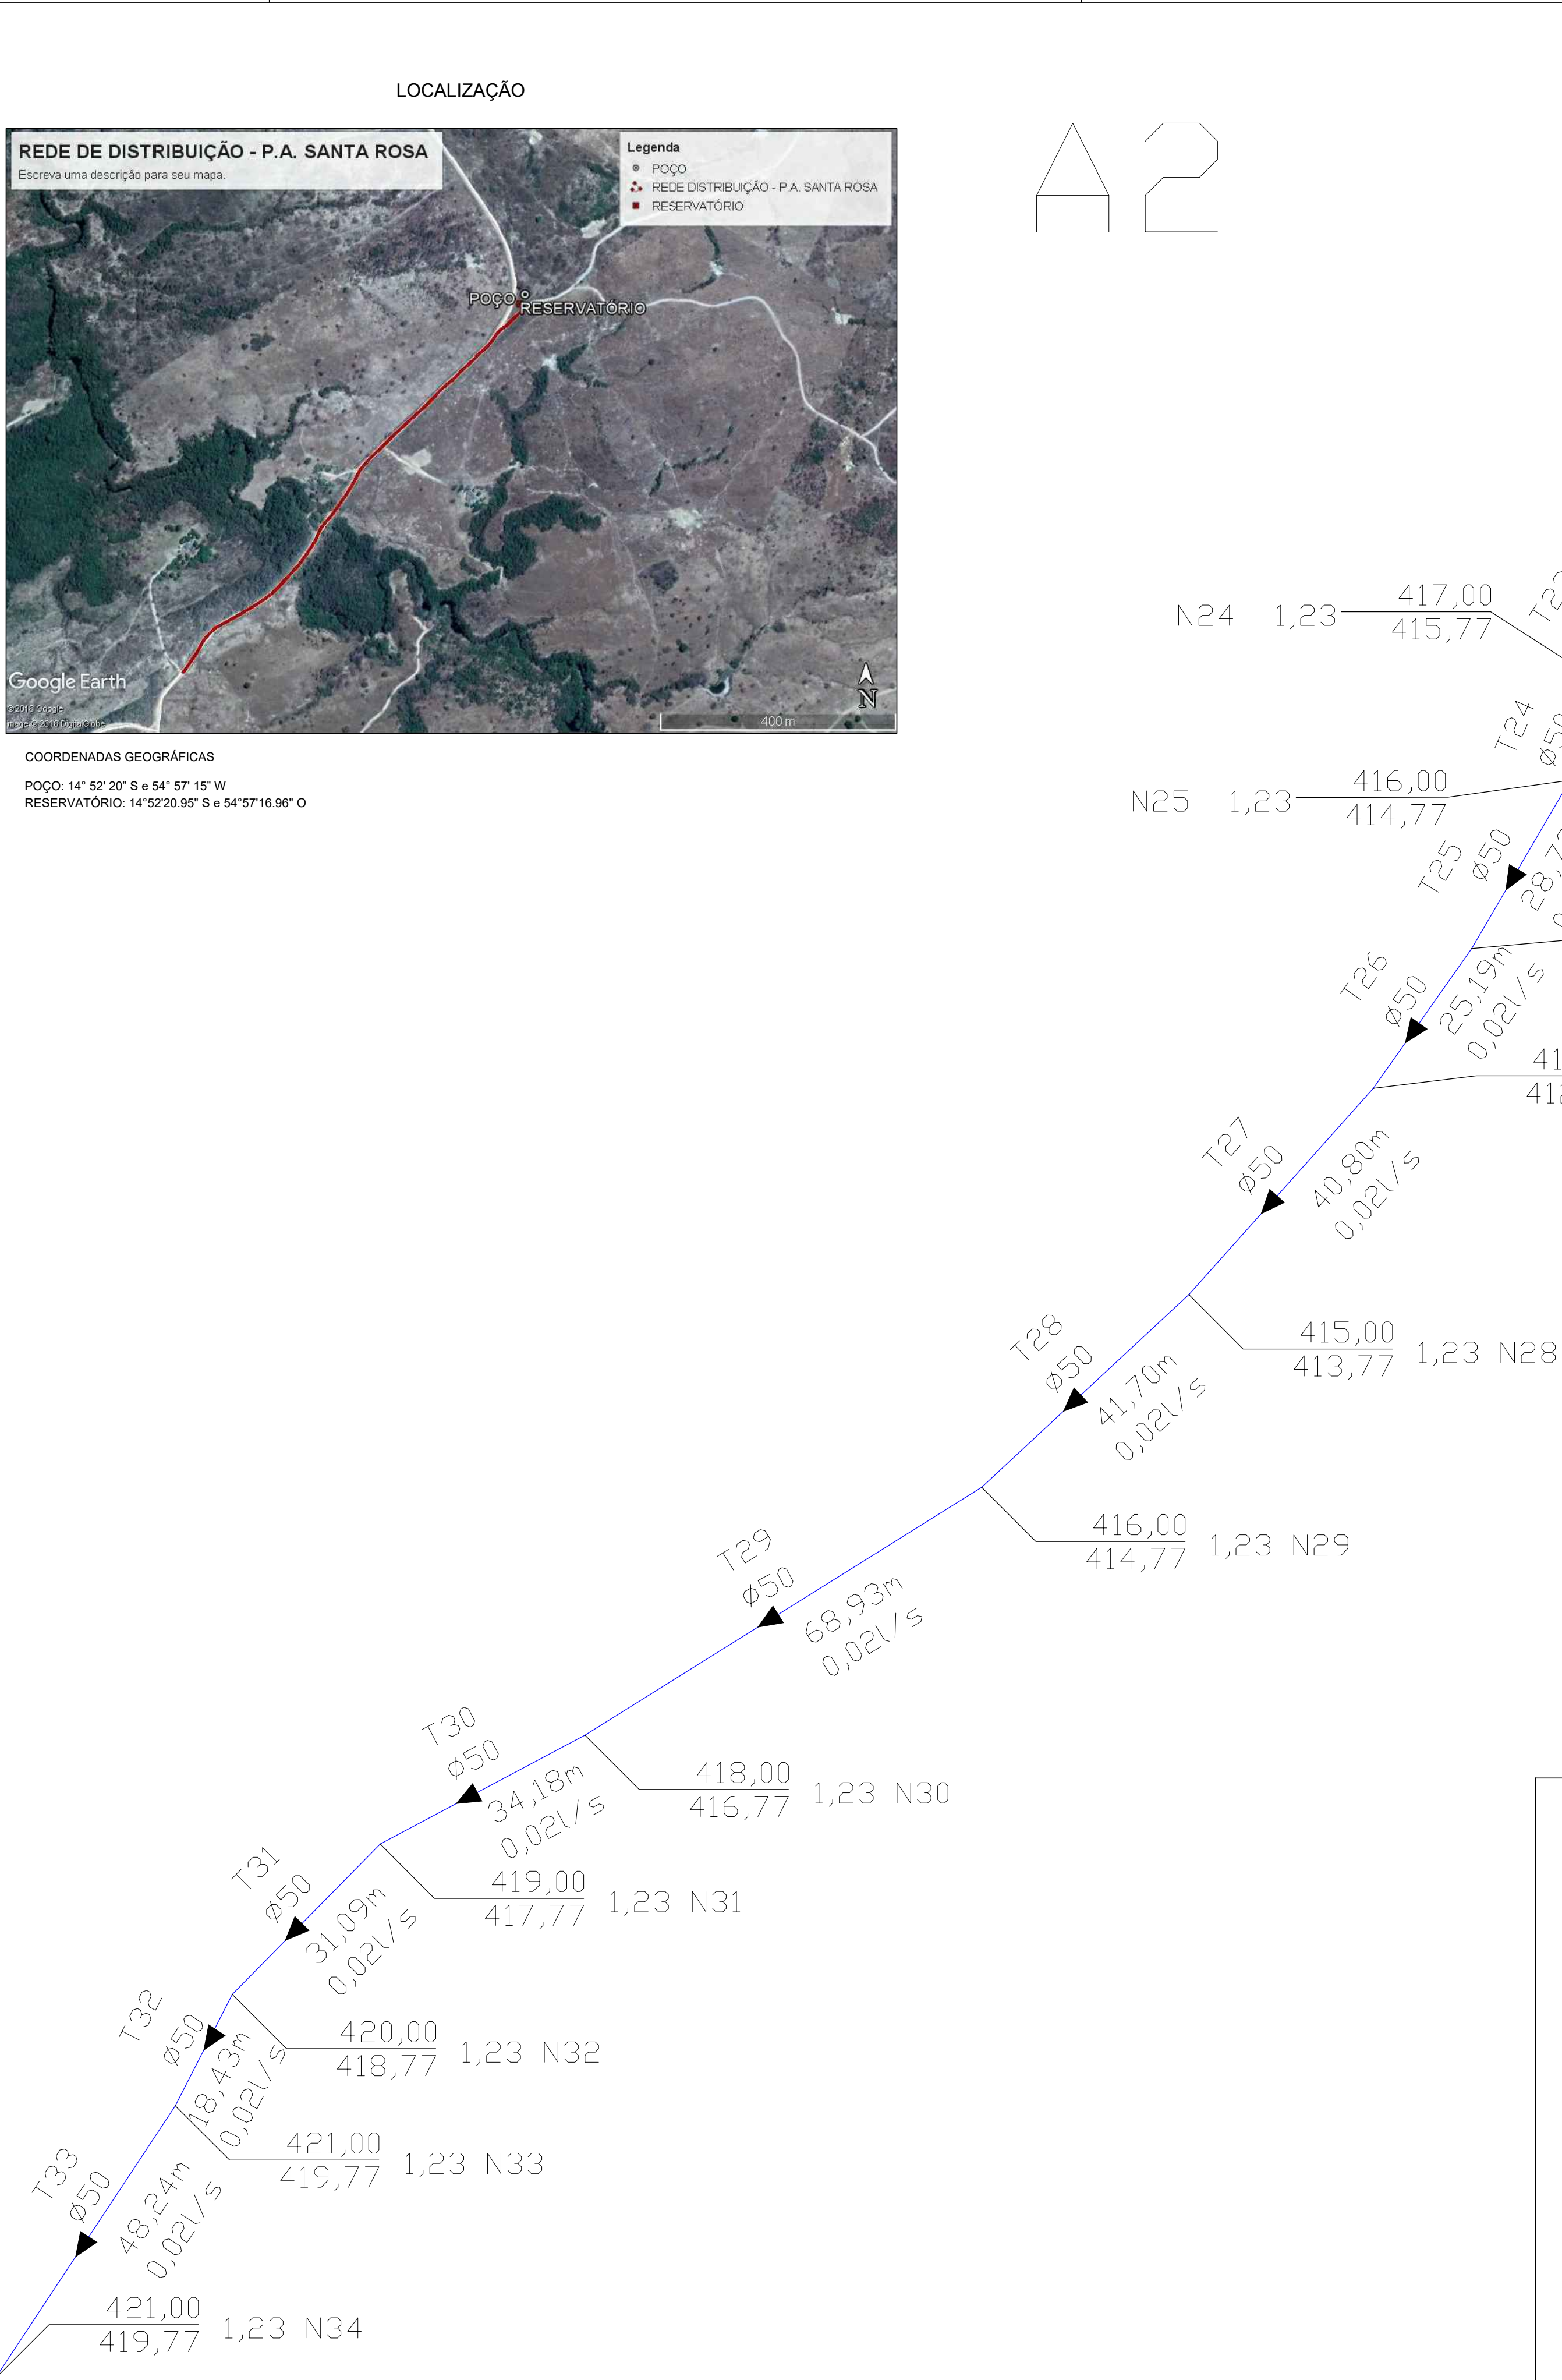 LOCALIZAÇÃO
REDE DE DISTRIBUIÇÃO - P.A. SANTA ROSA
Escreva uma descrição para seu mapa.
Legenda
POÇO
REDE DISTRIBUIÇÃO - P.A. SANTA ROSA
RESERVATÓRIO
POÇO
RESERVATÓRIO
Google Earth
©2018 Google
Image © 2018 DigitalGlobe
N
400 m
COORDENADAS GEOGRÁFICAS
POÇO: 14° 52' 20" S e 54° 57' 15" W
RESERVATÓRIO: 14°52'20.95" S e 54°57'16.96" O
A2
N24 1,23 417,00
415,77
T24
N25 1,23 416,00
414,77
T25
Ø50
T26
Ø50
25,19m
0,02l/s
T27
Ø50
40,80m
0,02l/s
415,00
413,77 1,23 N28
T28
Ø50
41,70m
0,02l/s
416,00
414,77 1,23 N29
T29
Ø50
68,93m
0,02l/s
418,00
416,77 1,23 N30
T30
Ø50
34,18m
0,02l/s
419,00
417,77 1,23 N31
T31
Ø50
31,09m
0,02l/s
420,00
418,77 1,23 N32
T32
Ø50
18,43m
0,02l/s
421,00
419,77 1,23 N33
T33
Ø50
48,24m
0,02l/s
421,00
419,77 1,23 N34